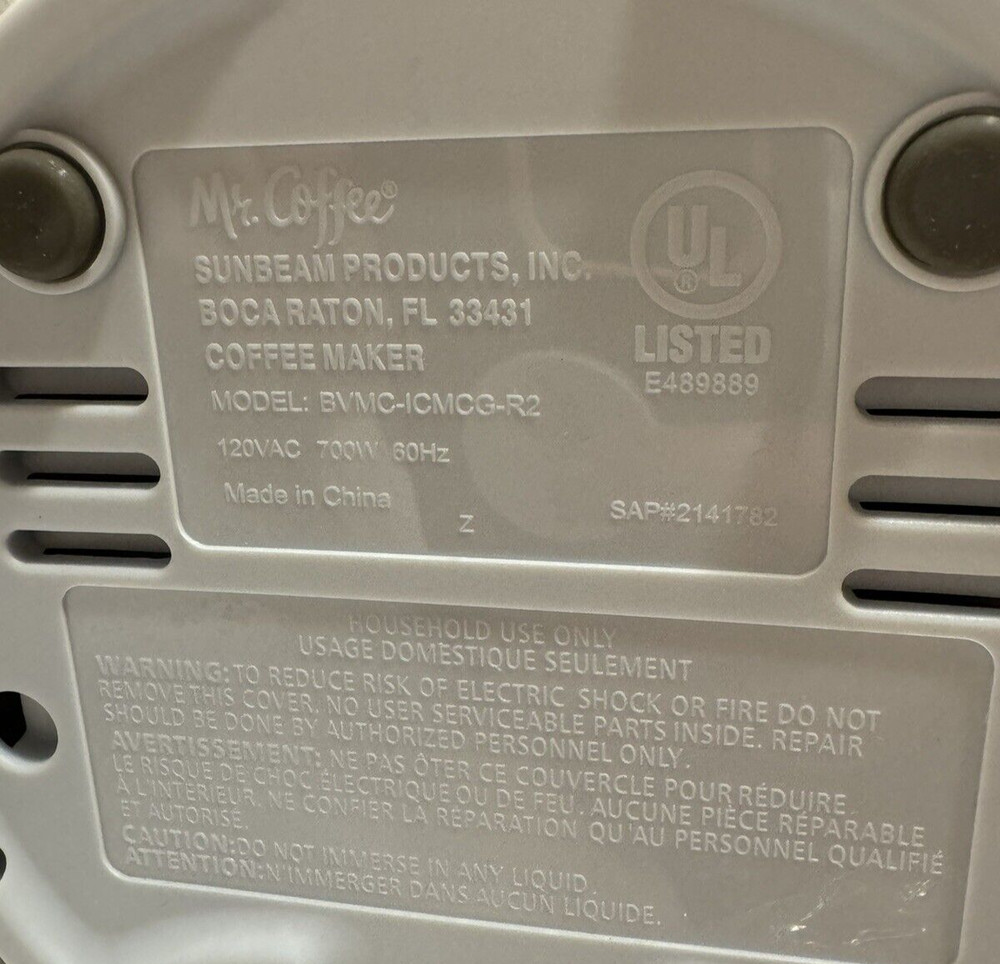 Mr. Coffee®
SUNBEAM PRODUCTS, INC.
BOCA RATON, FL 33431
COFFEE MAKER
MODEL: BVMC-ICMCG-R2
120VAC 700W 60Hz
Made in China
Z
UL
®
LISTED
E489889
SAP#2141782
HOUSEHOLD USE ONLY
USAGE DOMESTIQUE SEULEMENT
WARNING: TO REDUCE RISK OF ELECTRIC SHOCK OR FIRE DO NOT
REMOVE THIS COVER. NO USER SERVICEABLE PARTS INSIDE. REPAIR
SHOULD BE DONE BY AUTHORIZED PERSONNEL ONLY.
AVERTISSEMENT: NE PAS ÔTER CE COUVERCLE POUR RÉDUIRE
LE RISQUE DE CHOC ÉLECTRIQUE OU DE FEU. AUCUNE PIÈCE RÉPARABLE
À L'INTÉRIEUR. NE CONFIER LA RÉPARATION QU'AU PERSONNEL QUALIFIÉ
ET AUTORISÉ.
CAUTION:DO NOT IMMERSE IN ANY LIQUID.
ATTENTION:N'IMMERGER DANS AUCUN LIQUIDE.